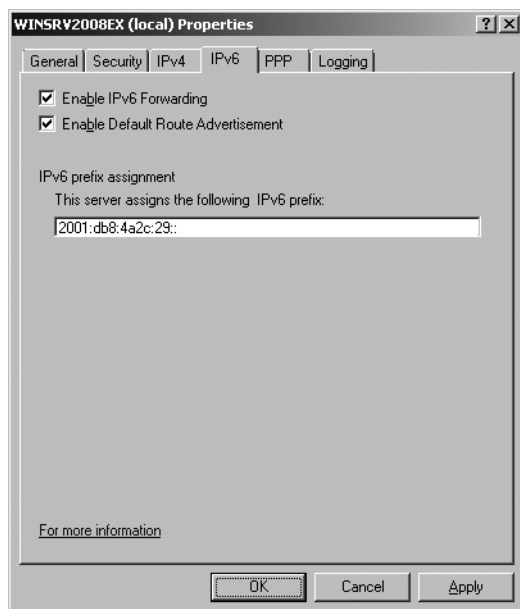 WINSRV2008EX (local) Properties
General Security IPv4 IPv6 PPP Logging
Enable IPv6 Forwarding
Enable Default Route Advertisement
IPv6 prefix assignment
This server assigns the following IPv6 prefix:
2001:db8:4a2c:29::
For more information
OK Cancel Apply